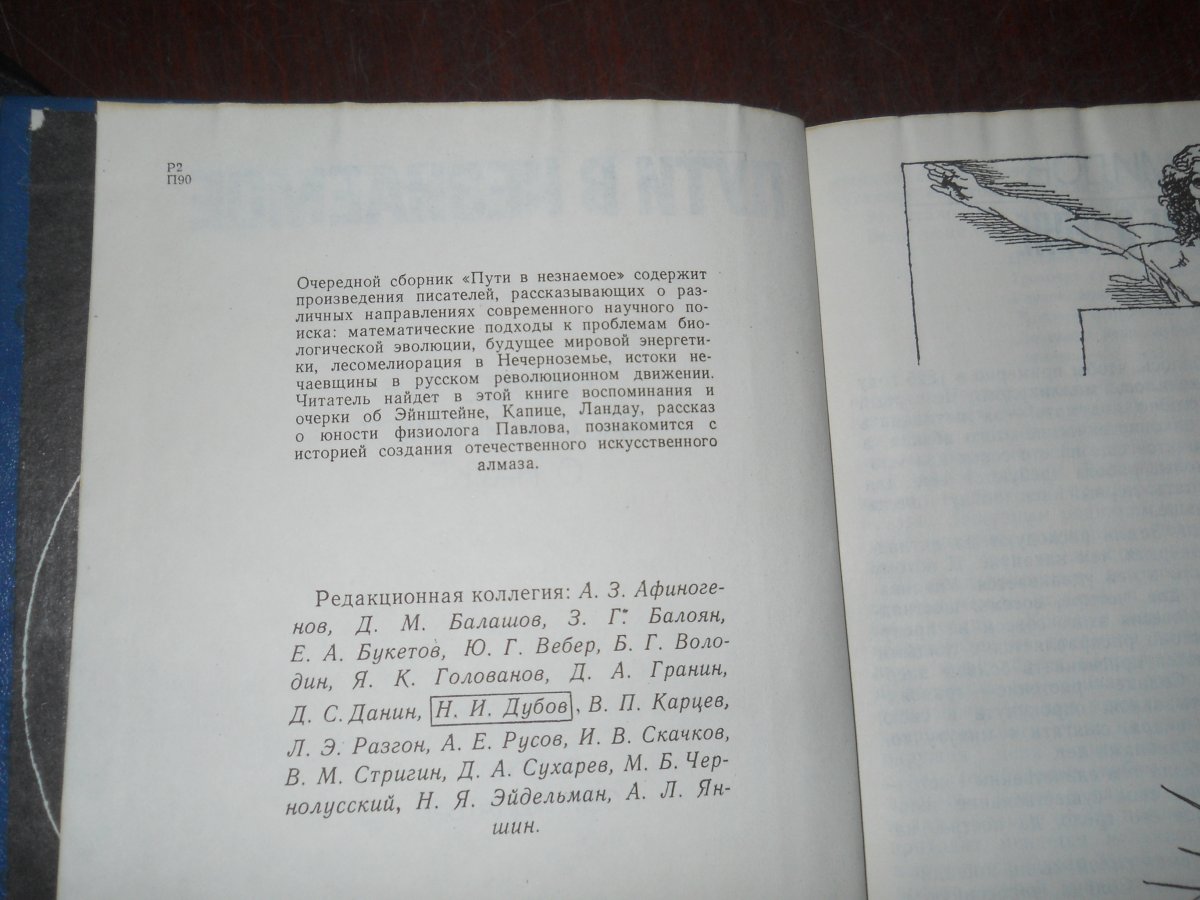 Р2
П90
Очередной сборник «Пути в незнаемое» содержит
произведения писателей, рассказывающих о раз-
личных направлениях современного научного по-
иска: математические подходы к проблемам био-
логической эволюции, будущее мировой энергети-
ки, лесомелиорация в Нечерноземье, истоки не-
чаевщины в русском революционном движении.
Читатель найдет в этой книге воспоминания и
очерки об Эйнштейне, Капице, Ландау, рассказ
о юности физиолога Павлова, познакомится с
историей создания отечественного искусственного
алмаза.
Редакционная коллегия: А. З. Афиноге-
нов, Д. М. Балашов, З. Г. Балоян,
Е. А. Букетов, Ю. Г. Вебер, Б. Г. Воло-
дин, Я. К. Голованов, Д. А. Гранин,
Д. С. Данин, Н. И. Дубов, В. П. Карцев,
Л. Э. Разгон, А. Е. Русов, И. В. Скачков,
В. М. Стригин, Д. А. Сухарев, М. Б. Чер-
нолусский, Н. Я. Эйдельман, А. Л. Ян-
шин.